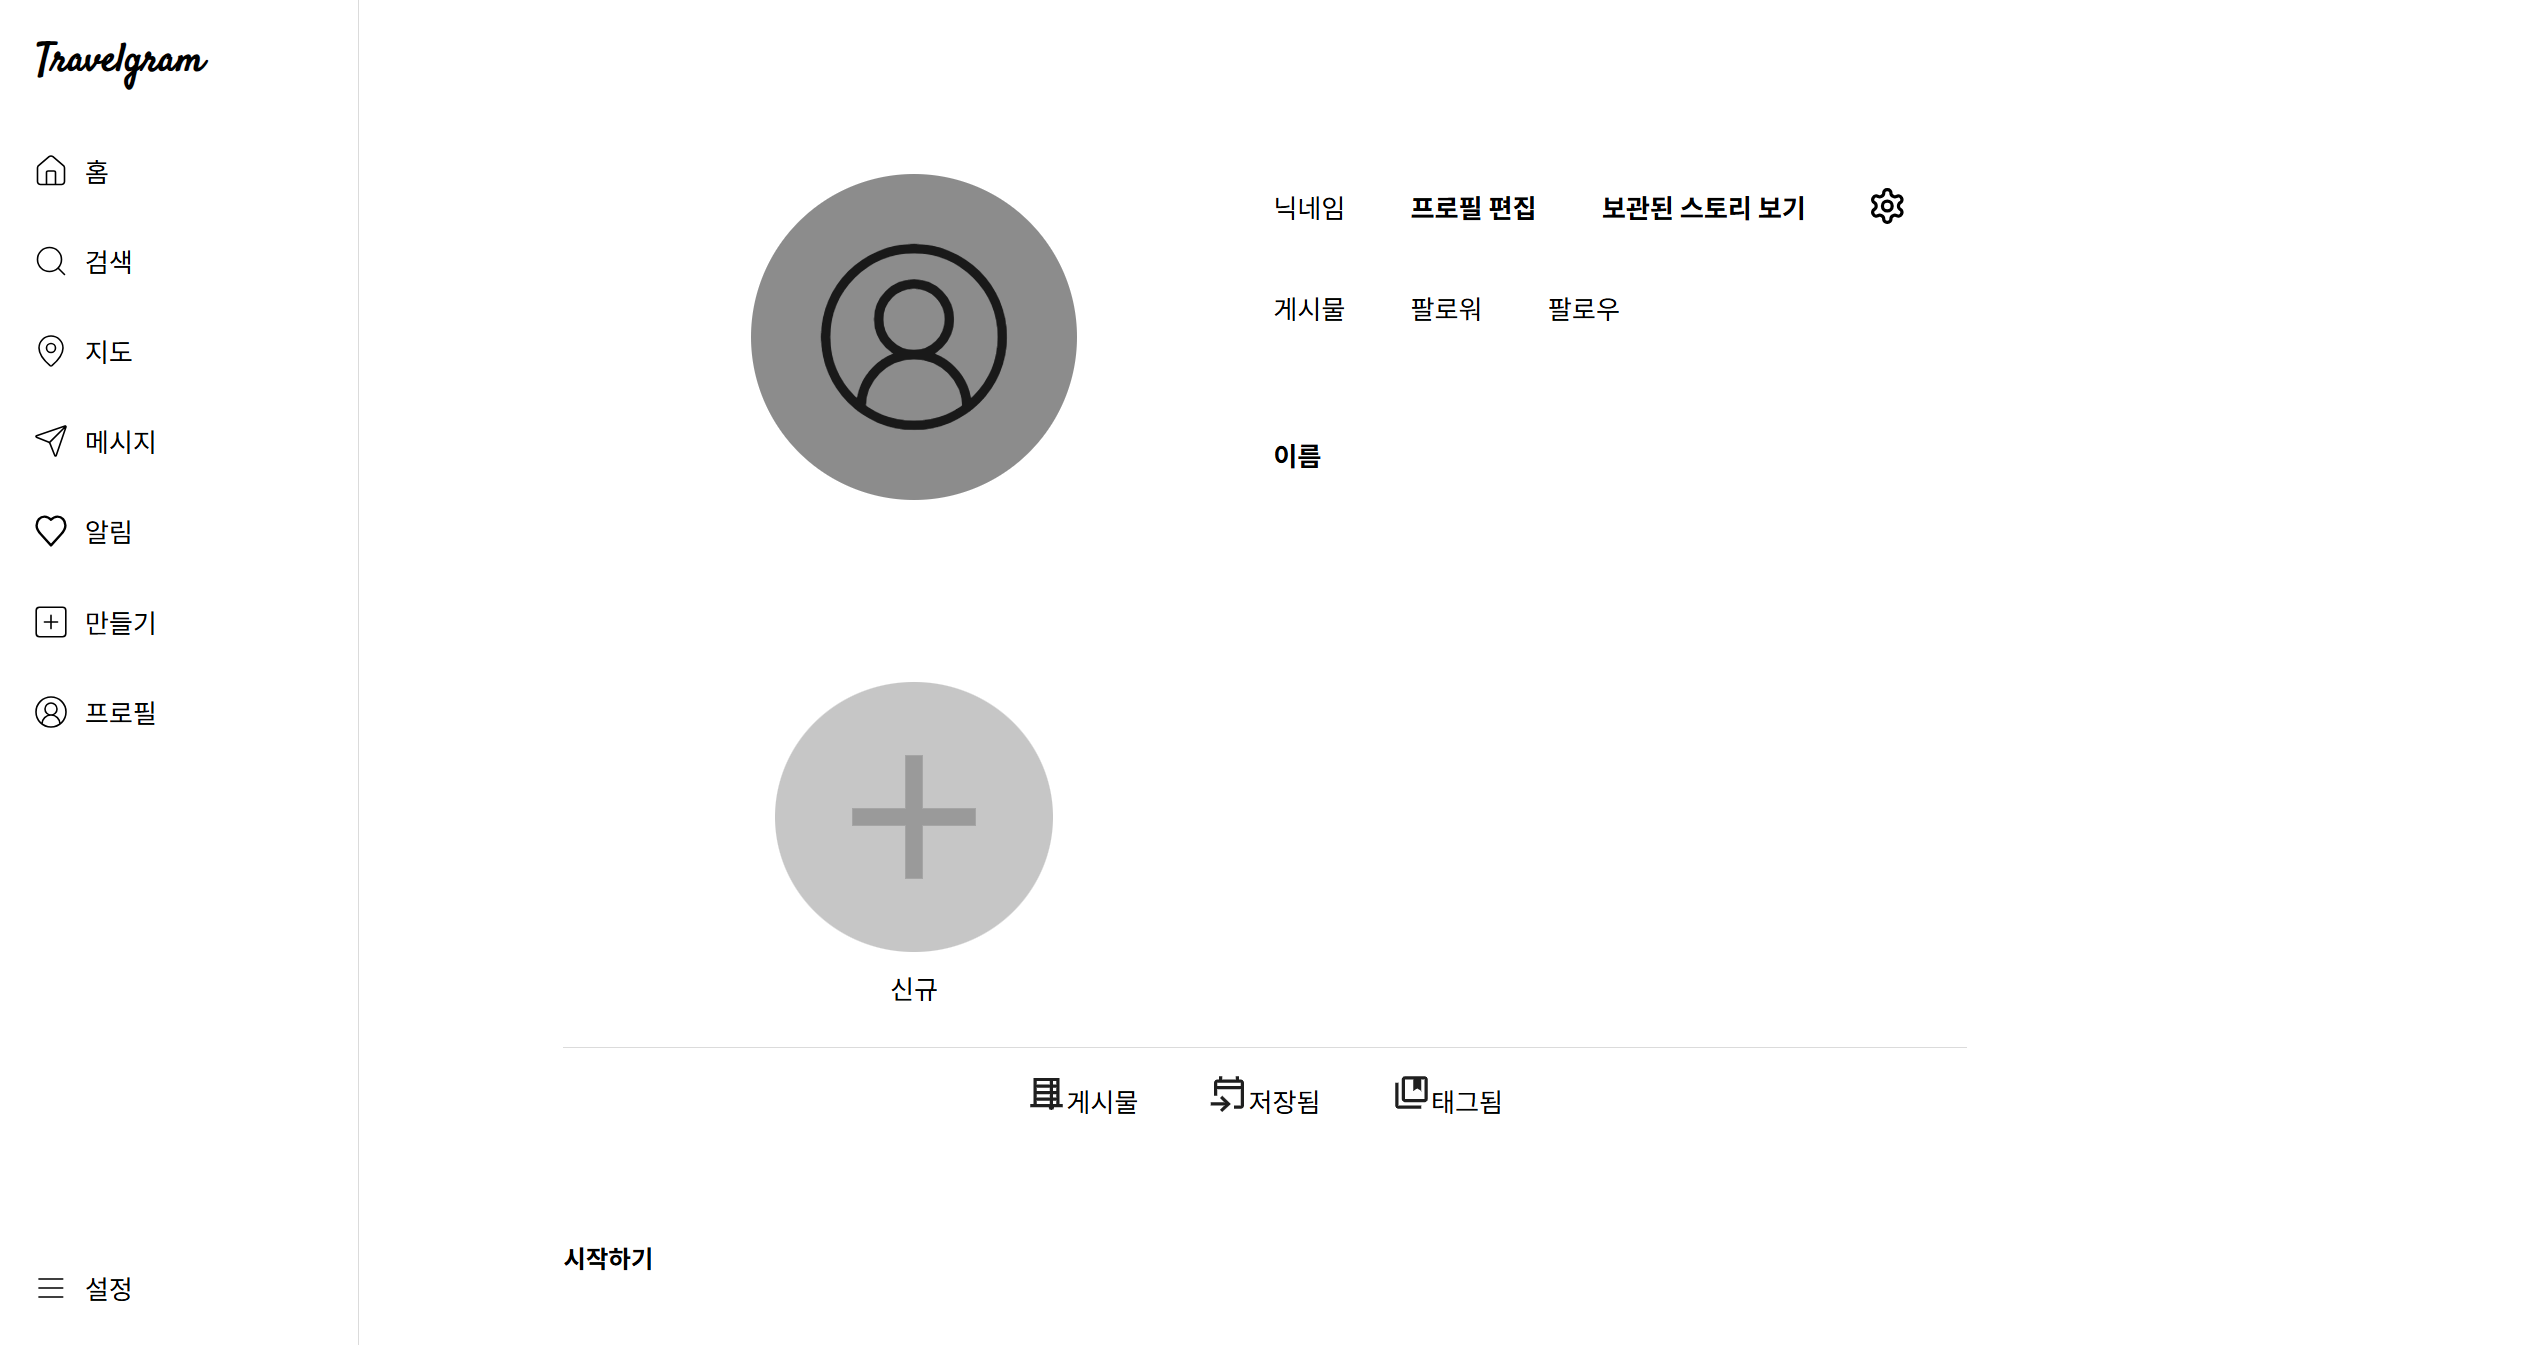 Travelgram
홈
검색
지도
메시지
알림
만들기
프로필
설정
닉네임 프로필 편집 보관된 스토리 보기
게시물 팔로워 팔로우
이름
신규
게시물 저장됨 태그됨
시작하기